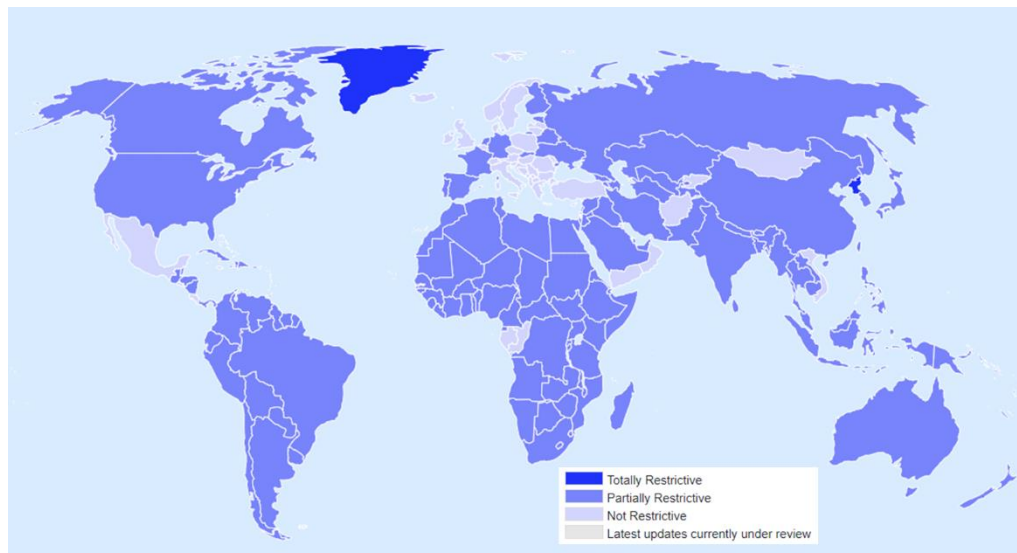 Totally Restrictive
Partially Restrictive
Not Restrictive
Latest updates currently under review